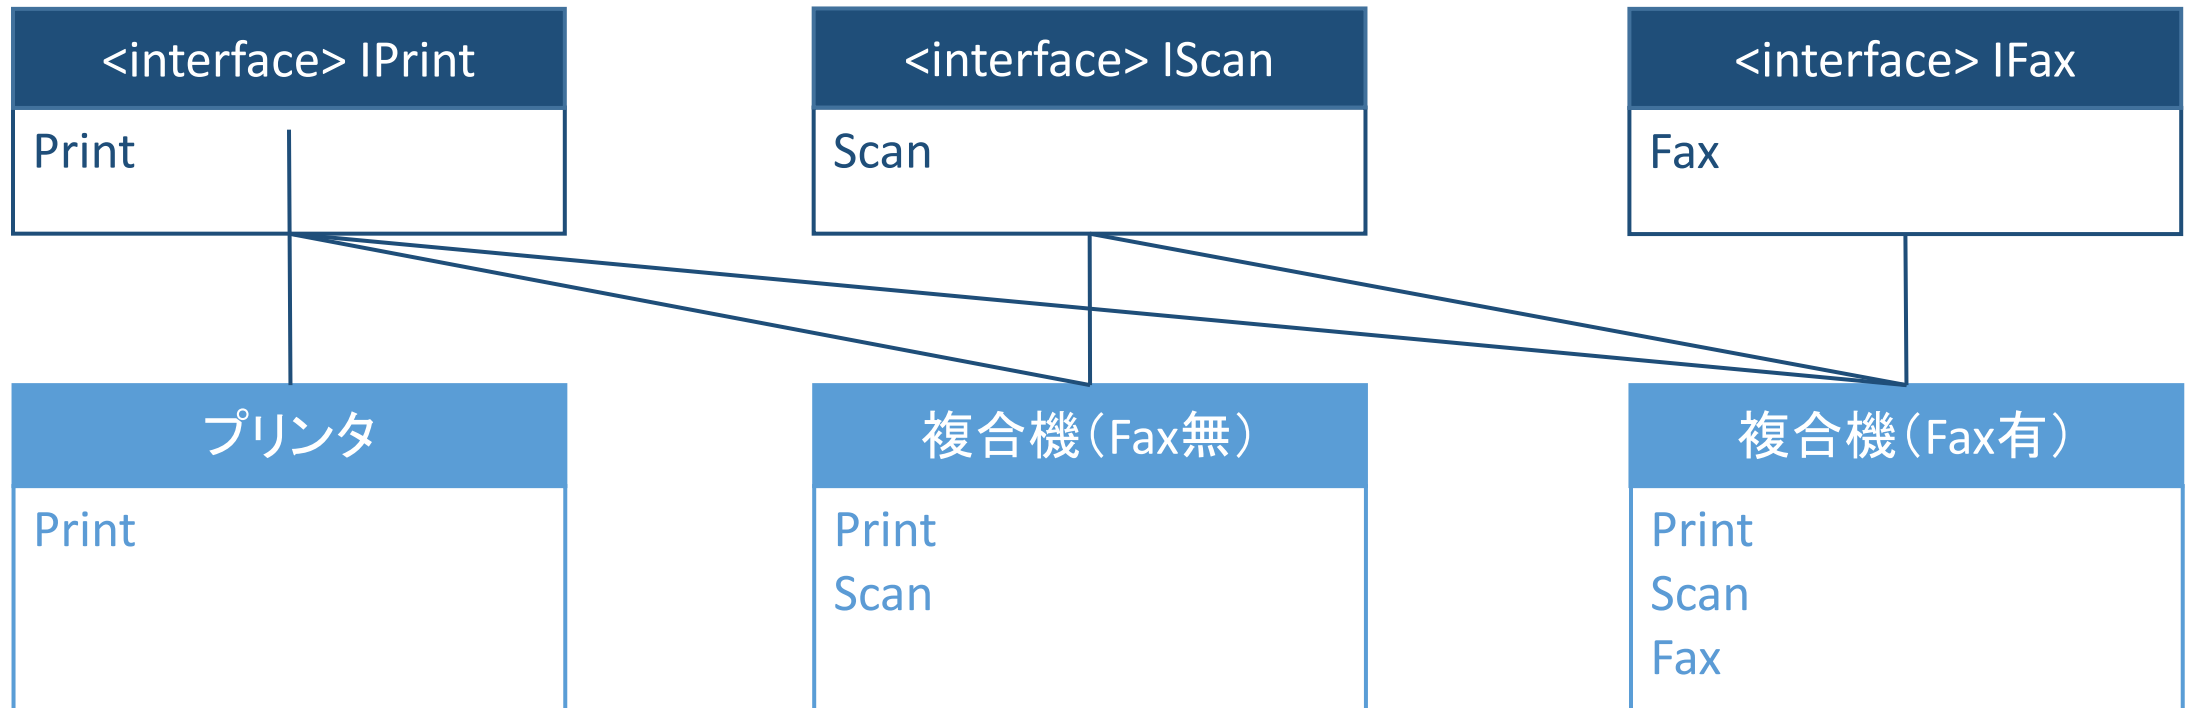 <interface> IPrint
<interface> IScan
<interface> IFax
Print
Scan
Fax
プリンタ
複合機（Fax無）
複合機（Fax有）
Print
Print
Scan
Print
Scan
Fax